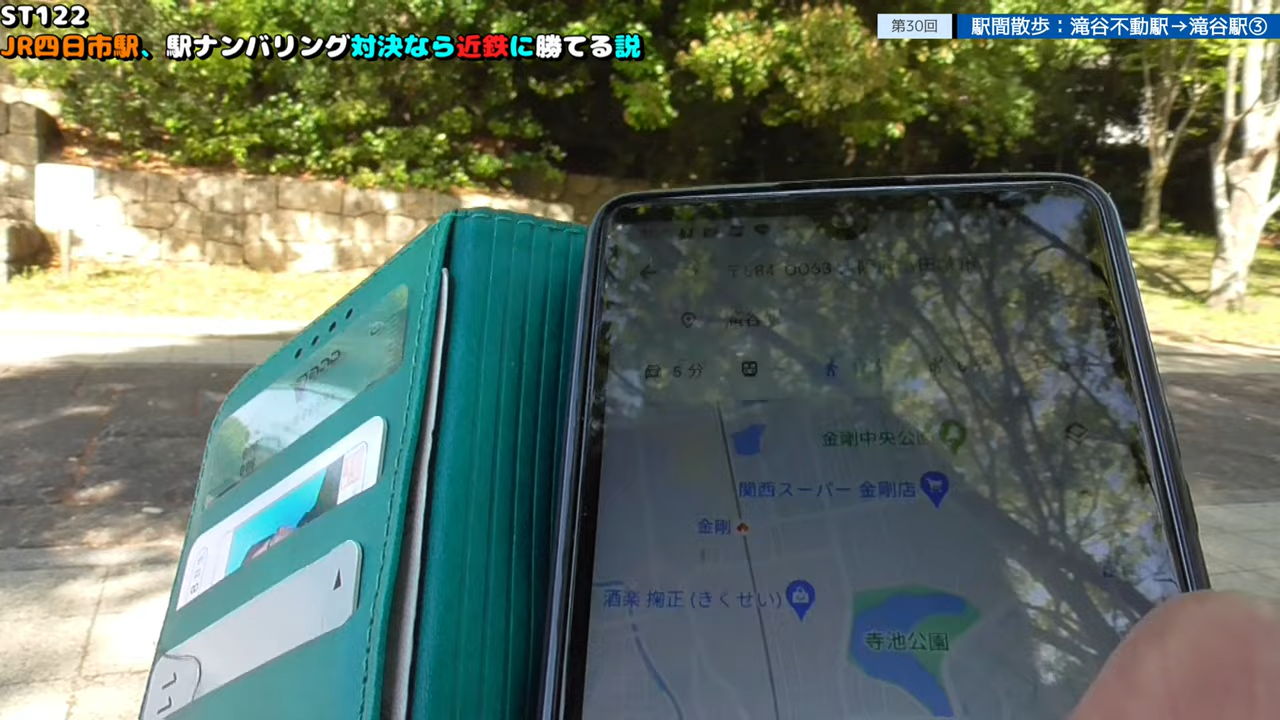 ST122
JR四日市駅、駅ナンバリング対決なら近鉄に勝てる説
第30回
駅間散歩：滝谷不動駅→滝谷駅③
〒584-0063
5分
金剛中央公園
関西スーパー 金剛店
金剛
酒楽 掬正 (きくせい)
寺池公園